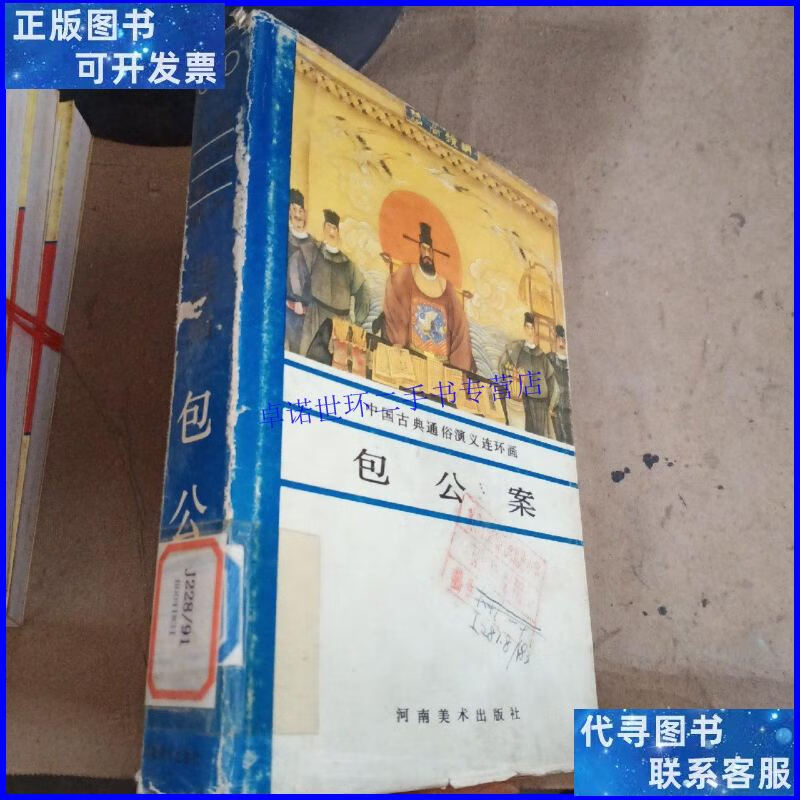 正版图书
可开发票
中国古典通俗演义连环画
卓诺世环二手书专营店
包公案
包公
J228/91
河南美术出版社
代寻图书
联系客服